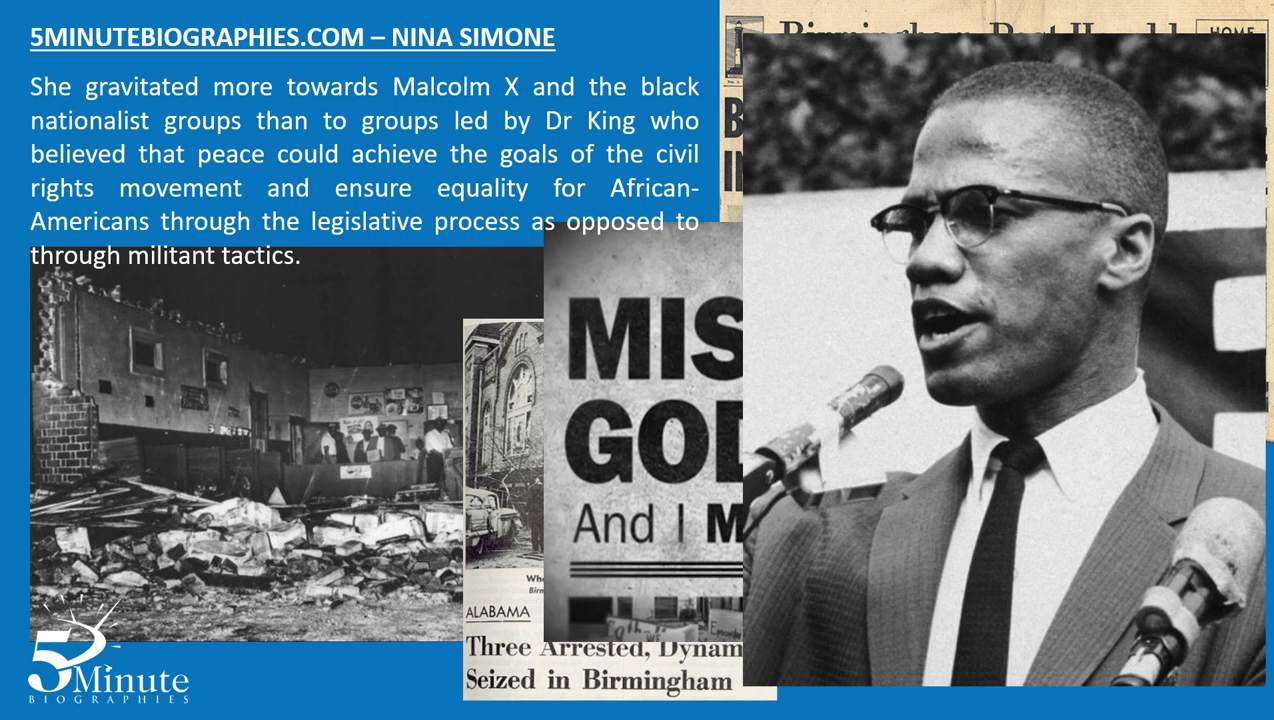 5MINUTEBIOGRAPHIES.COM – NINA SIMONE
She gravitated more towards Malcolm X and the black
nationalist groups than to groups led by Dr King who
believed that peace could achieve the goals of the civil
rights movement and ensure equality for African-
Americans through the legislative process as opposed to
through militant tactics.
HOME
MIS
GOD
And I M
ALABAMA
Three Arrested, Dynam
Seized in Birmingham
5 Minute
BIOGRAPHIES